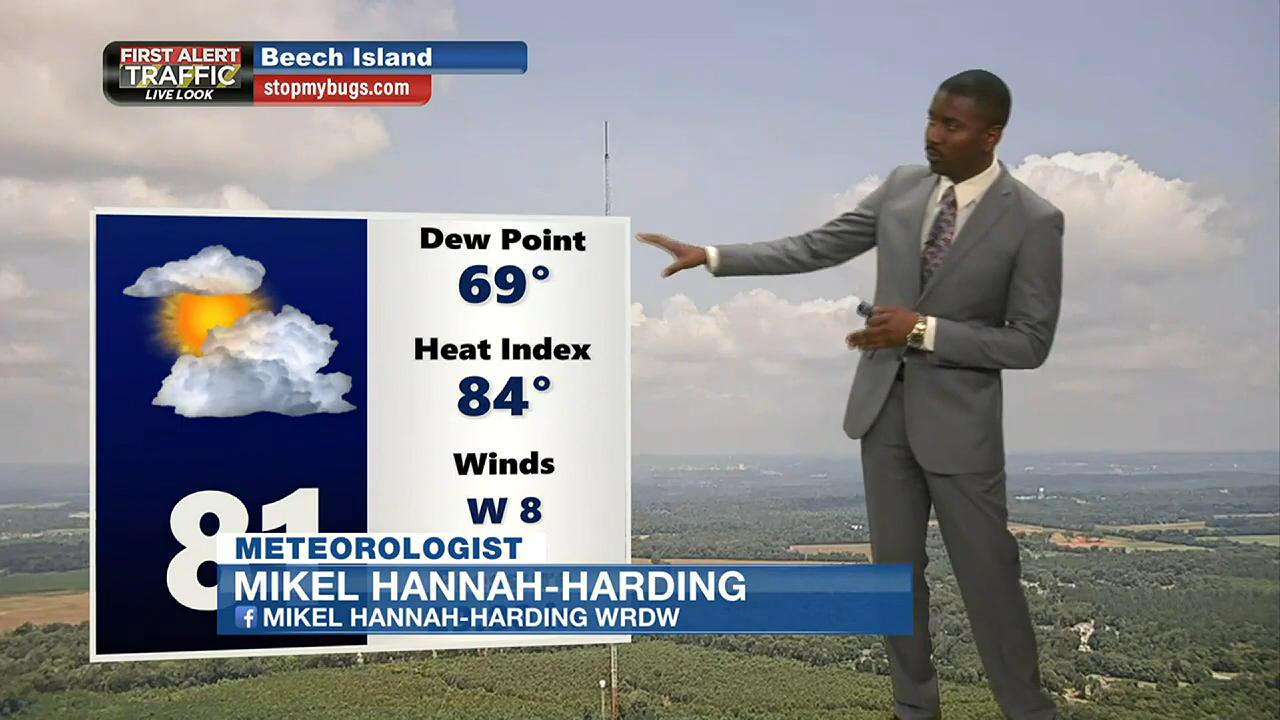 FIRST ALERT
TRAFFIC
LIVE LOOK
Beech Island
stopmybugs.com
Dew Point
69°
Heat Index
84°
Winds
W 8
81
METEOROLOGIST
MIKEL HANNAH-HARDING
f MIKEL HANNAH-HARDING WRDW